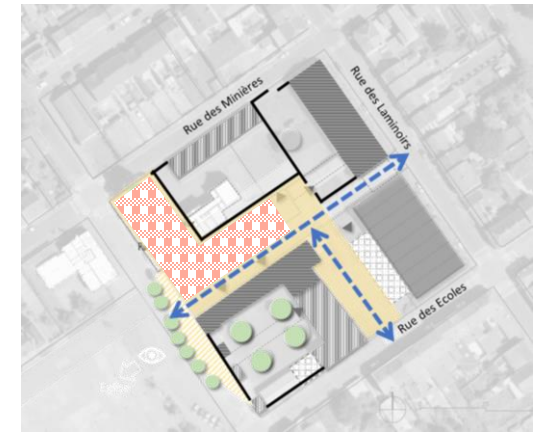 Rue des Minières
Rue des Laminoirs
Rue des Ecoles
Eglise